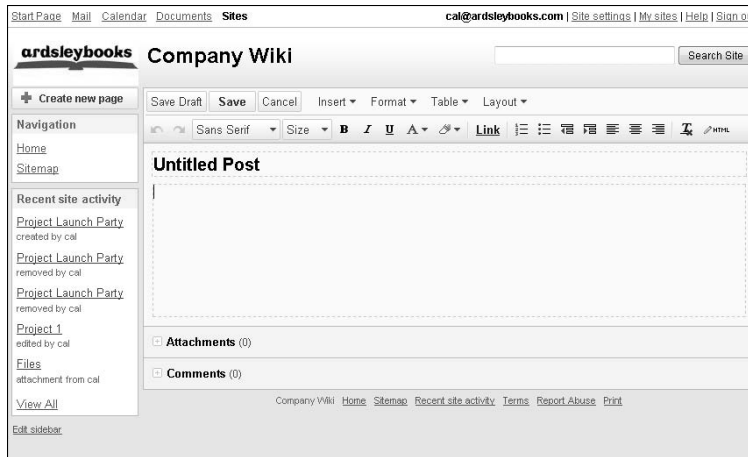 Start Page Mail Calendar Documents Sites cal@ardsleybooks.com | Site settings | My sites | Help | Sign o
ardsleybooks
Company Wiki
Search Site
Create new page
Save Draft Save Cancel Insert Format Table Layout
Sans Serif Size B I U A Link T HTML
Navigation
Home
Sitemap
Untitled Post
Recent site activity
Project Launch Party
created by cal
Project Launch Party
removed by cal
Project Launch Party
removed by cal
Project 1
edited by cal
Files
attachment from cal
View All
Edit sidebar
Attachments (0)
Comments (0)
Company Wiki Home Sitemap Recent site activity Terms Report Abuse Print